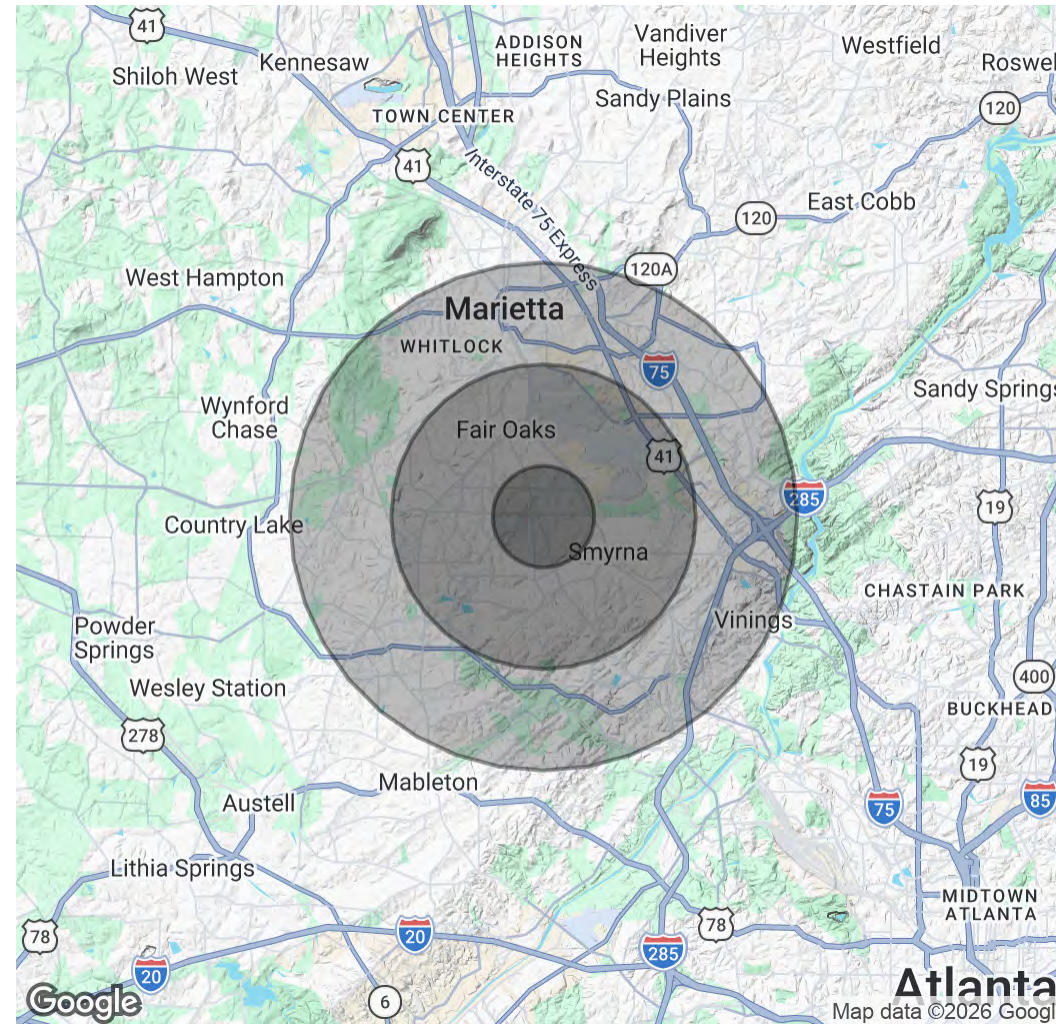 41
Kennesaw
ADDISON
HEIGHTS
Vandiver
Heights
Westfield
Roswel
Shiloh West
TOWN CENTER
Sandy Plains
120
41
Interstate 75 Express
120
East Cobb
West Hampton
120A
Marietta
WHITLOCK
75
Sandy Springs
Wynford
Chase
Fair Oaks
41
285
19
Country Lake
Smyrna
CHASTAIN PARK
Powder
Springs
Vinings
Wesley Station
400
BUCKHEAD
278
19
Mableton
Austell
75
85
Lithia Springs
MIDTOWN
ATLANTA
78
20
20
285
78
6
Atlanta
Google
Map data ©2026 Googl